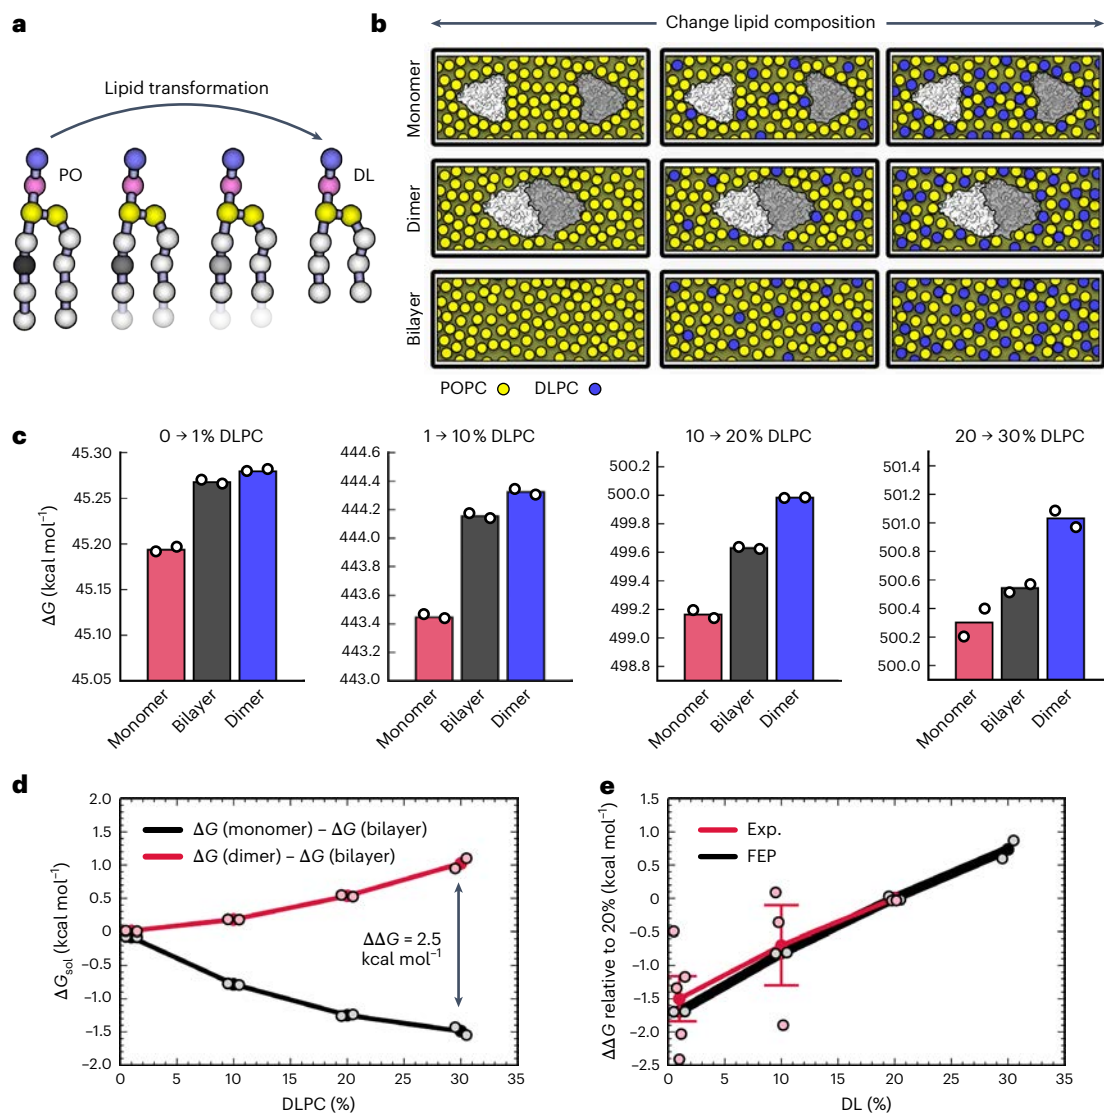 a
Lipid transformation
PO
DL
b
Change lipid composition
Monomer
Dimer
Bilayer
POPC
DLPC
c
ΔG (kcal mol⁻¹)
0 → 1% DLPC
45.30
45.25
45.20
45.15
45.10
45.05
Monomer
Bilayer
Dimer
1 → 10% DLPC
444.6
444.4
444.2
444.0
443.8
443.6
443.4
443.2
443.0
Monomer
Bilayer
Dimer
10 → 20% DLPC
500.2
500.0
499.8
499.6
499.4
499.2
499.0
498.8
Monomer
Bilayer
Dimer
20 → 30% DLPC
501.4
501.2
501.0
500.8
500.6
500.4
500.2
500.0
Monomer
Bilayer
Dimer
d
ΔG_sol (kcal mol⁻¹)
2.0
1.5
1.0
0.5
0
−0.5
−1.0
−1.5
−2.0
ΔG (monomer) – ΔG (bilayer)
ΔG (dimer) – ΔG (bilayer)
ΔΔG = 2.5
kcal mol⁻¹
0 5 10 15 20 25 30 35
DLPC (%)
e
ΔΔG relative to 20% (kcal mol⁻¹)
1.5
1.0
0.5
0
−0.5
−1.0
−1.5
−2.0
−2.5
Exp.
FEP
0 5 10 15 20 25 30 35
DL (%)